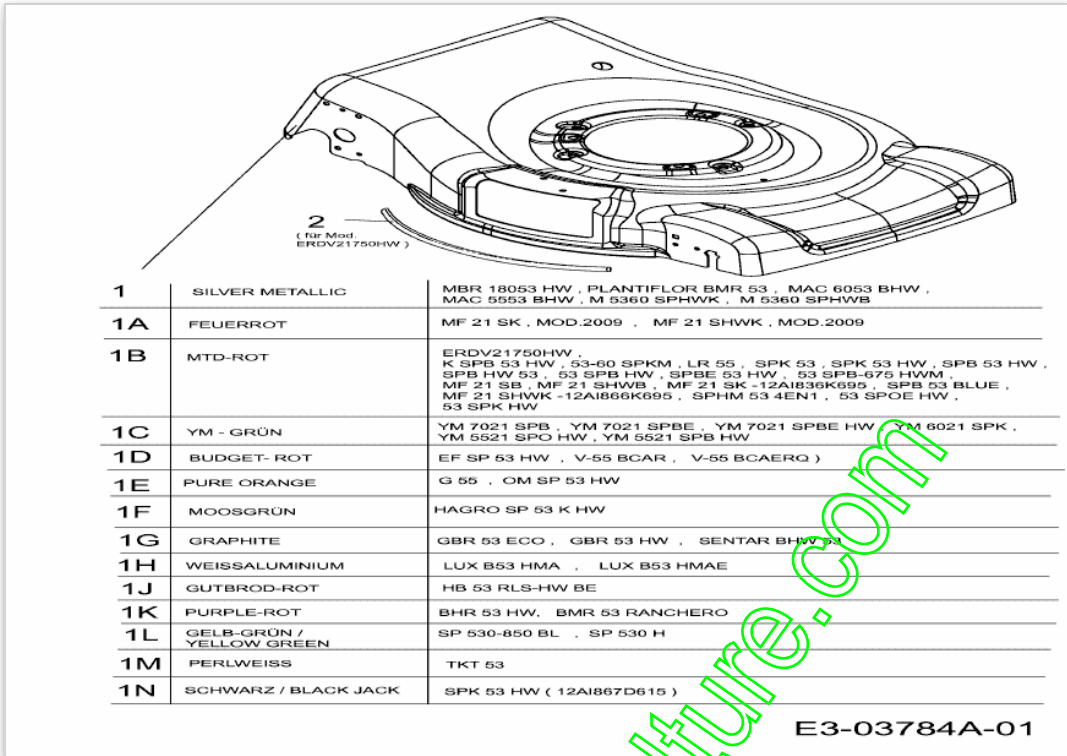 2
( für Mod.
ERDV21750HW )
1 SILVER METALLIC MBR 18053 HW , PLANTIFLOR BMR 53 , MAC 6053 BHW ,
MAC 5553 BHW , M 5360 SPHWK , M 5360 SPHWB
1A FEUERROT MF 21 SK , MOD.2009 , MF 21 SHWK , MOD.2009
1B MTD-ROT ERDV21750HW ,
K SPB 53 HW , 53-60 SPKM , LR 55 , SPK 53 , SPK 53 HW , SPB 53 HW ,
SPB HW 53 , 53 SPB HW , SPBE 53 HW , 53 SPB-675 HWM ,
MF 21 SB , MF 21 SHWB , MF 21 SK -12AI836K695 , SPB 53 BLUE ,
MF 21 SHWK -12AI866K695 , SPHM 53 4EN1 , 53 SPOE HW ,
53 SPK HW
1C YM - GRÜN YM 7021 SPB , YM 7021 SPBE , YM 7021 SPBE HW , YM 6021 SPK ,
YM 5521 SPO HW , YM 5521 SPB HW
1D BUDGET- ROT EF SP 53 HW , V-55 BCAR , V-55 BCAERQ )
1E PURE ORANGE G 55 , OM SP 53 HW
1F MOOSGRÜN HAGRO SP 53 K HW
1G GRAPHITE GBR 53 ECO , GBR 53 HW , SENTAR BHW 53
1H WEISSALUMINIUM LUX B53 HMA , LUX B53 HMAE
1J GUTBROD-ROT HB 53 RLS-HW BE
1K PURPLE-ROT BHR 53 HW, BMR 53 RANCHERO
1L GELB-GRÜN / SP 530-850 BL , SP 530 H
YELLOW GREEN
1M PERLWEISS TKT 53
1N SCHWARZ / BLACK JACK SPK 53 HW ( 12AI867D615 )
E3-03784A-01
lture.com